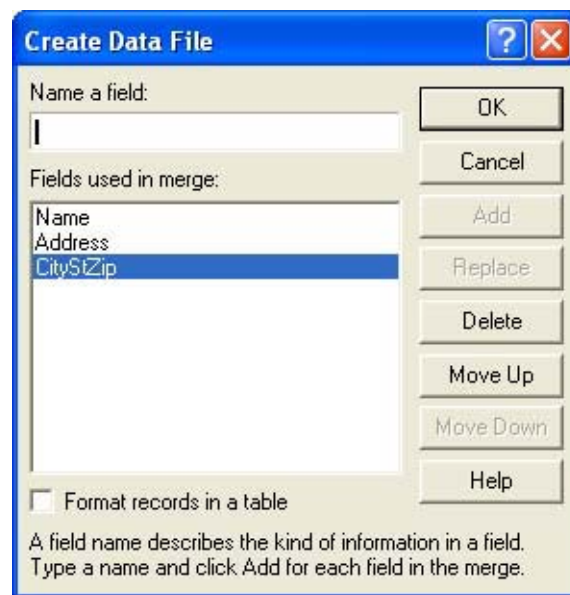 Create Data File
Name a field:
OK
Cancel
Fields used in merge:
Name
Address
CityStZip
Add
Replace
Delete
Move Up
Move Down
Help
Format records in a table
A field name describes the kind of information in a field.
Type a name and click Add for each field in the merge.